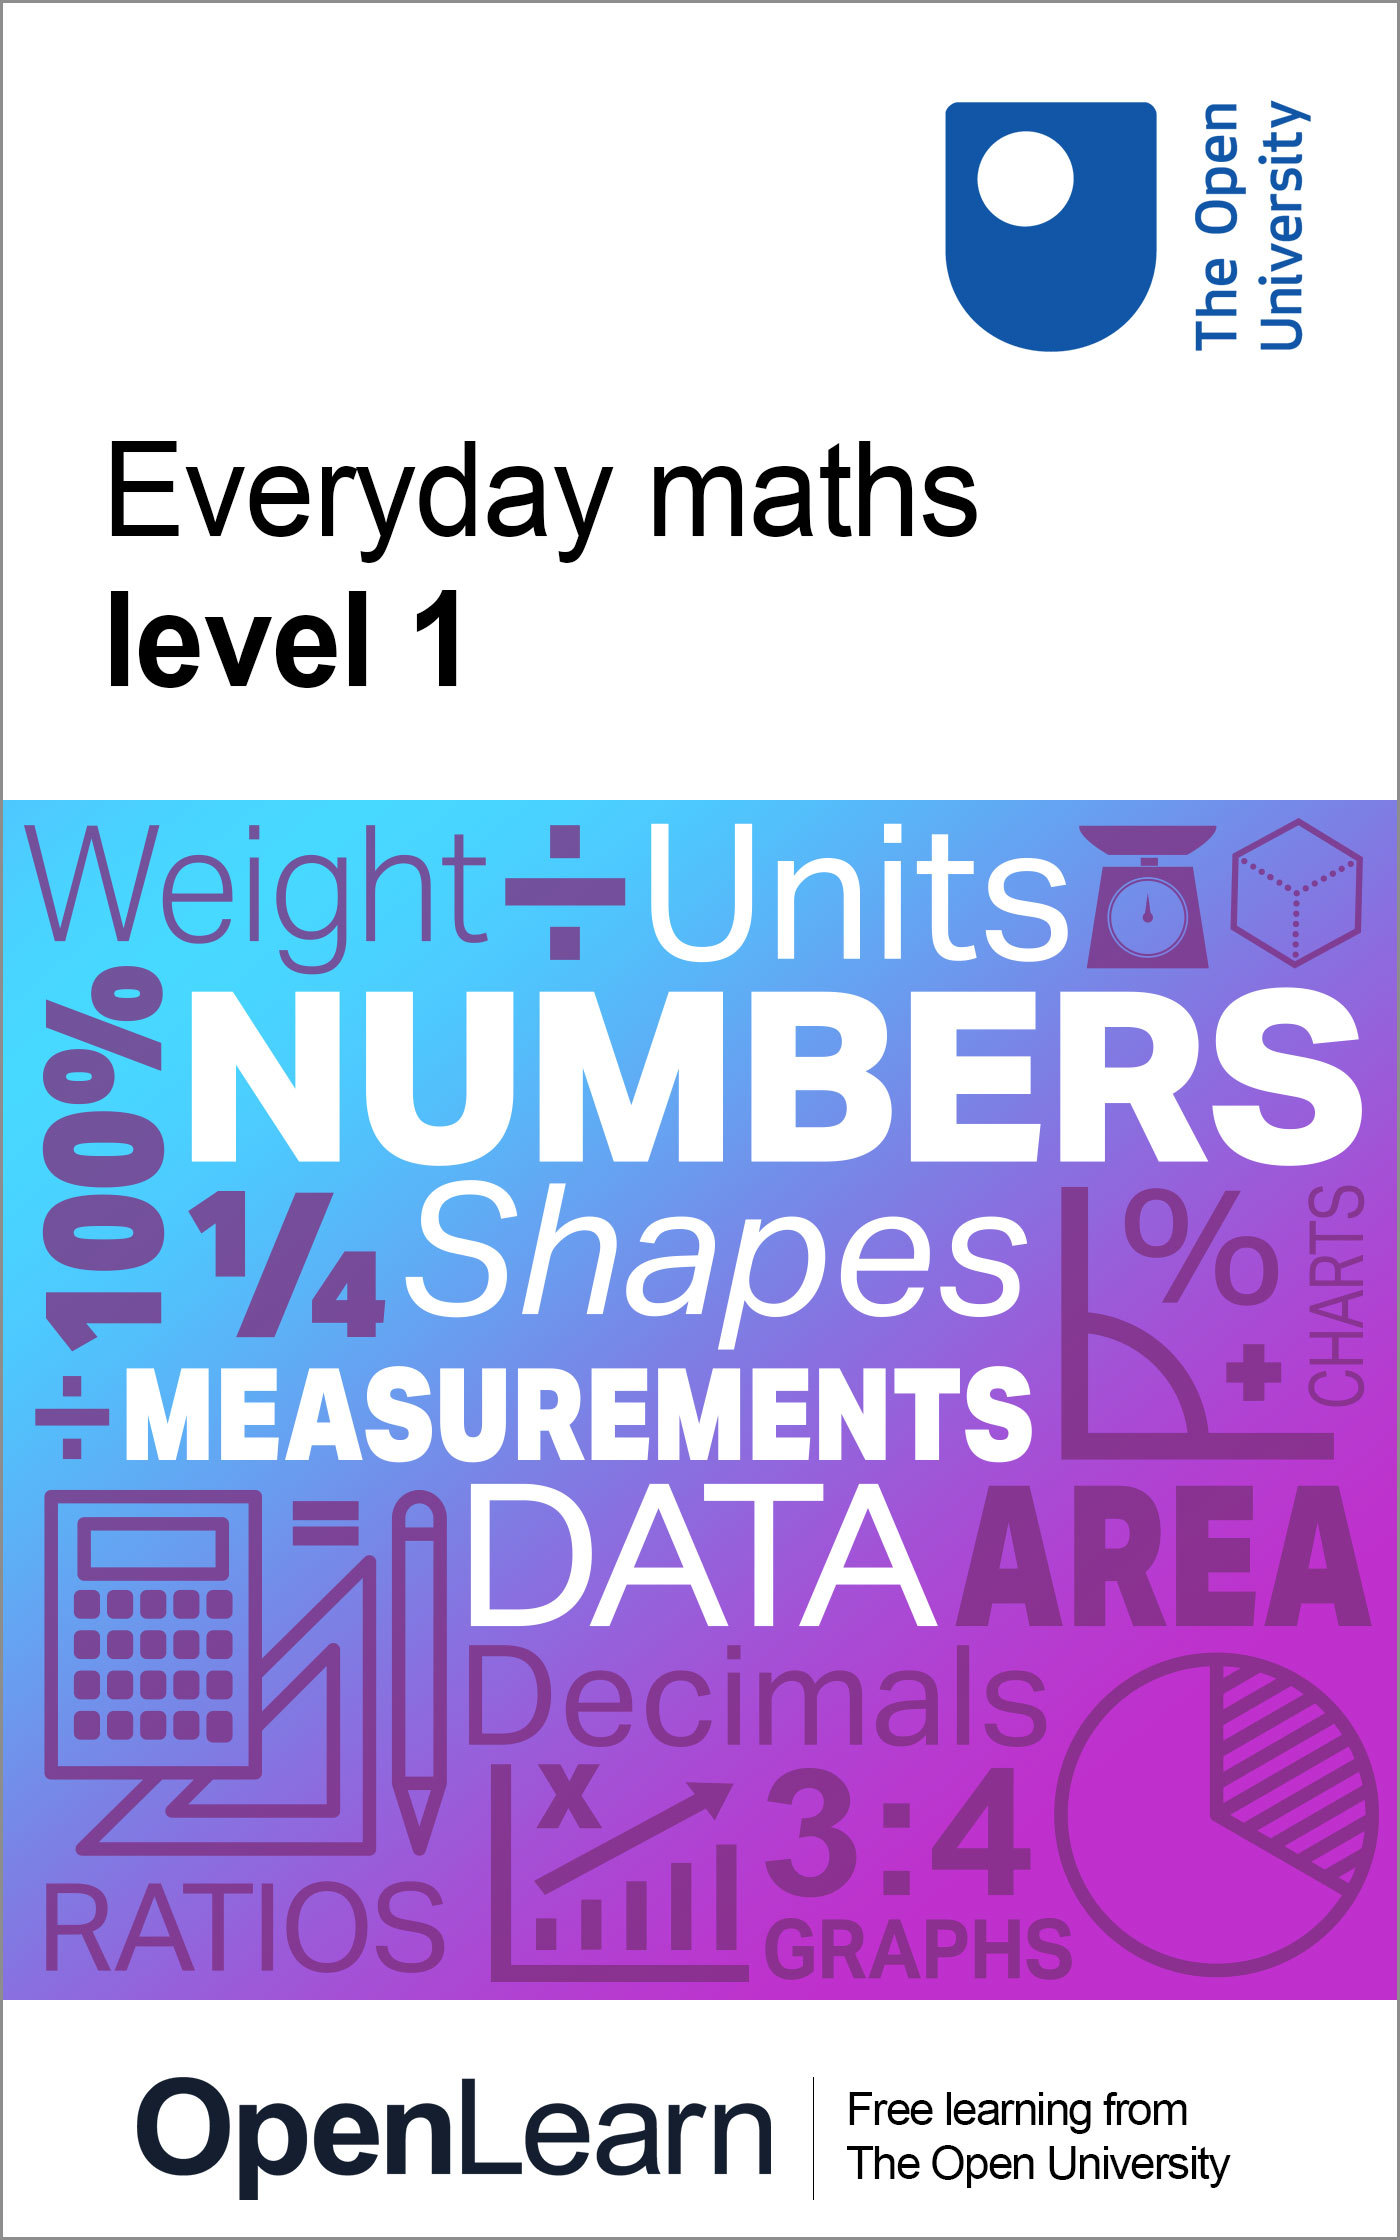 The Open
University
Everyday maths
level 1
Weight ÷ Units
100%
NUMBERS
¼ Shapes
%
+
CHARTS
÷ MEASUREMENTS
=
DATA AREA
Decimals
x
3:4
GRAPHS
RATIOS
OpenLearn
Free learning from
The Open University